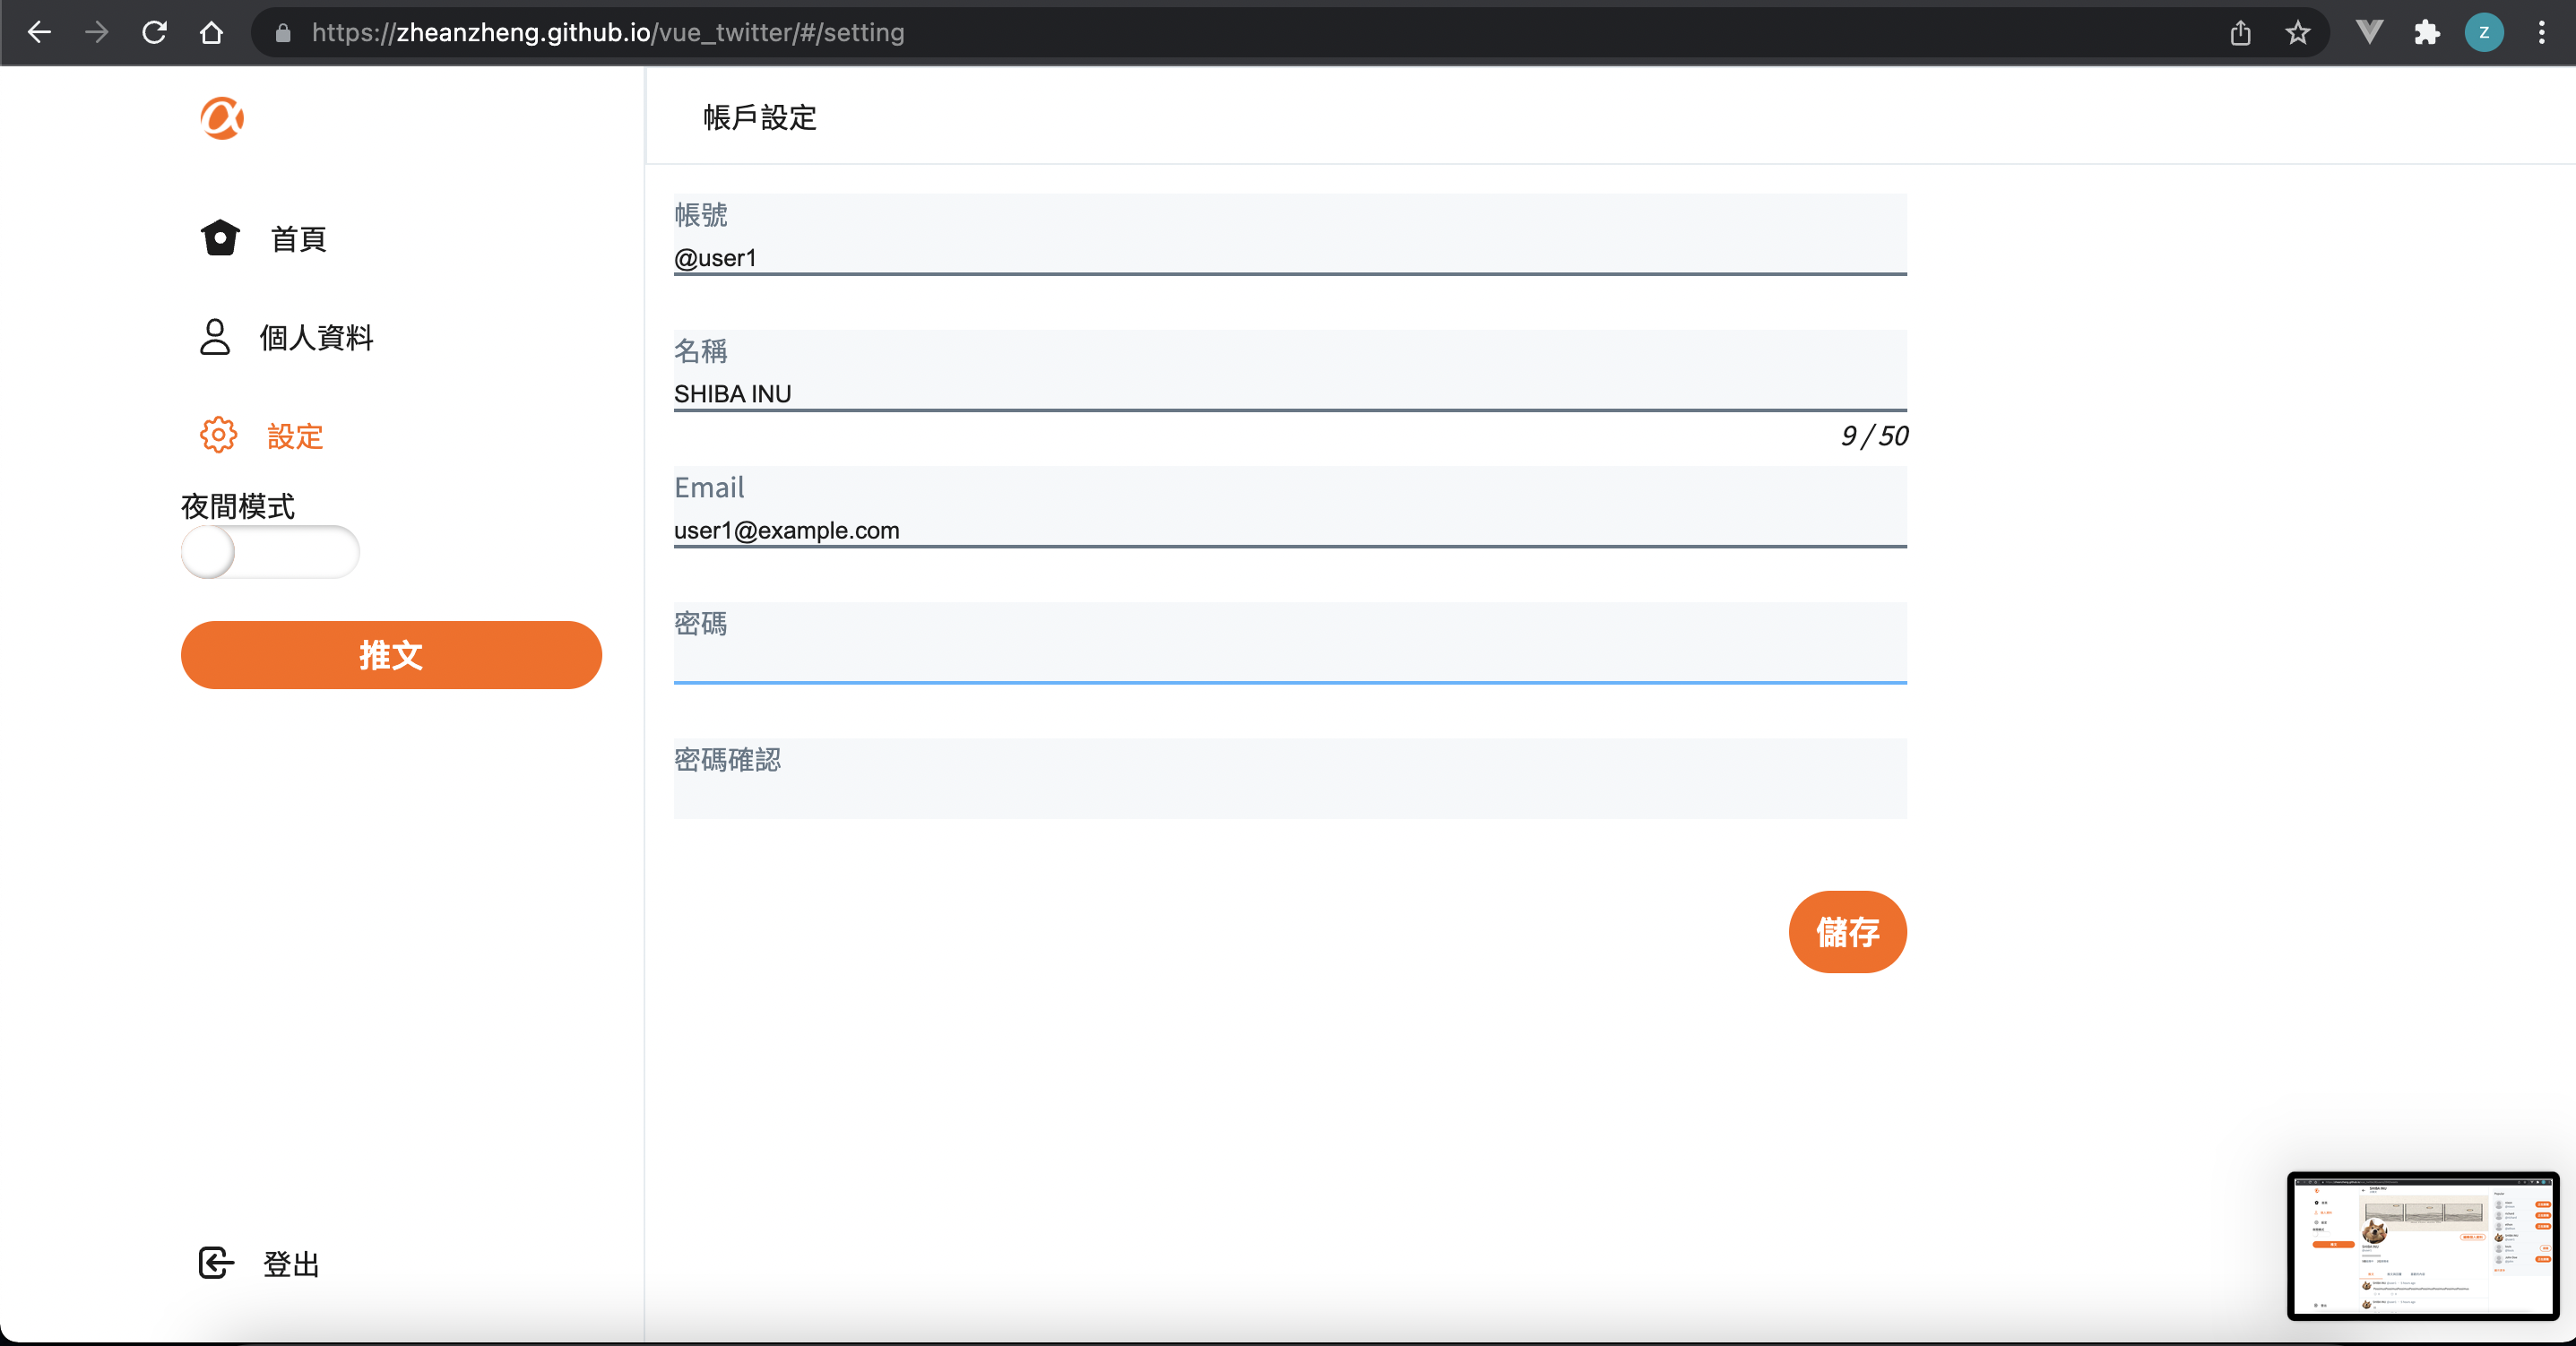 https://zheanzheng.github.io/vue_twitter/#/setting
Z
首頁
個人資料
設定
夜間模式
推文
登出
帳戶設定
帳號
@user1
名稱
SHIBA INU
9 / 50
Email
user1@example.com
密碼
密碼確認
儲存